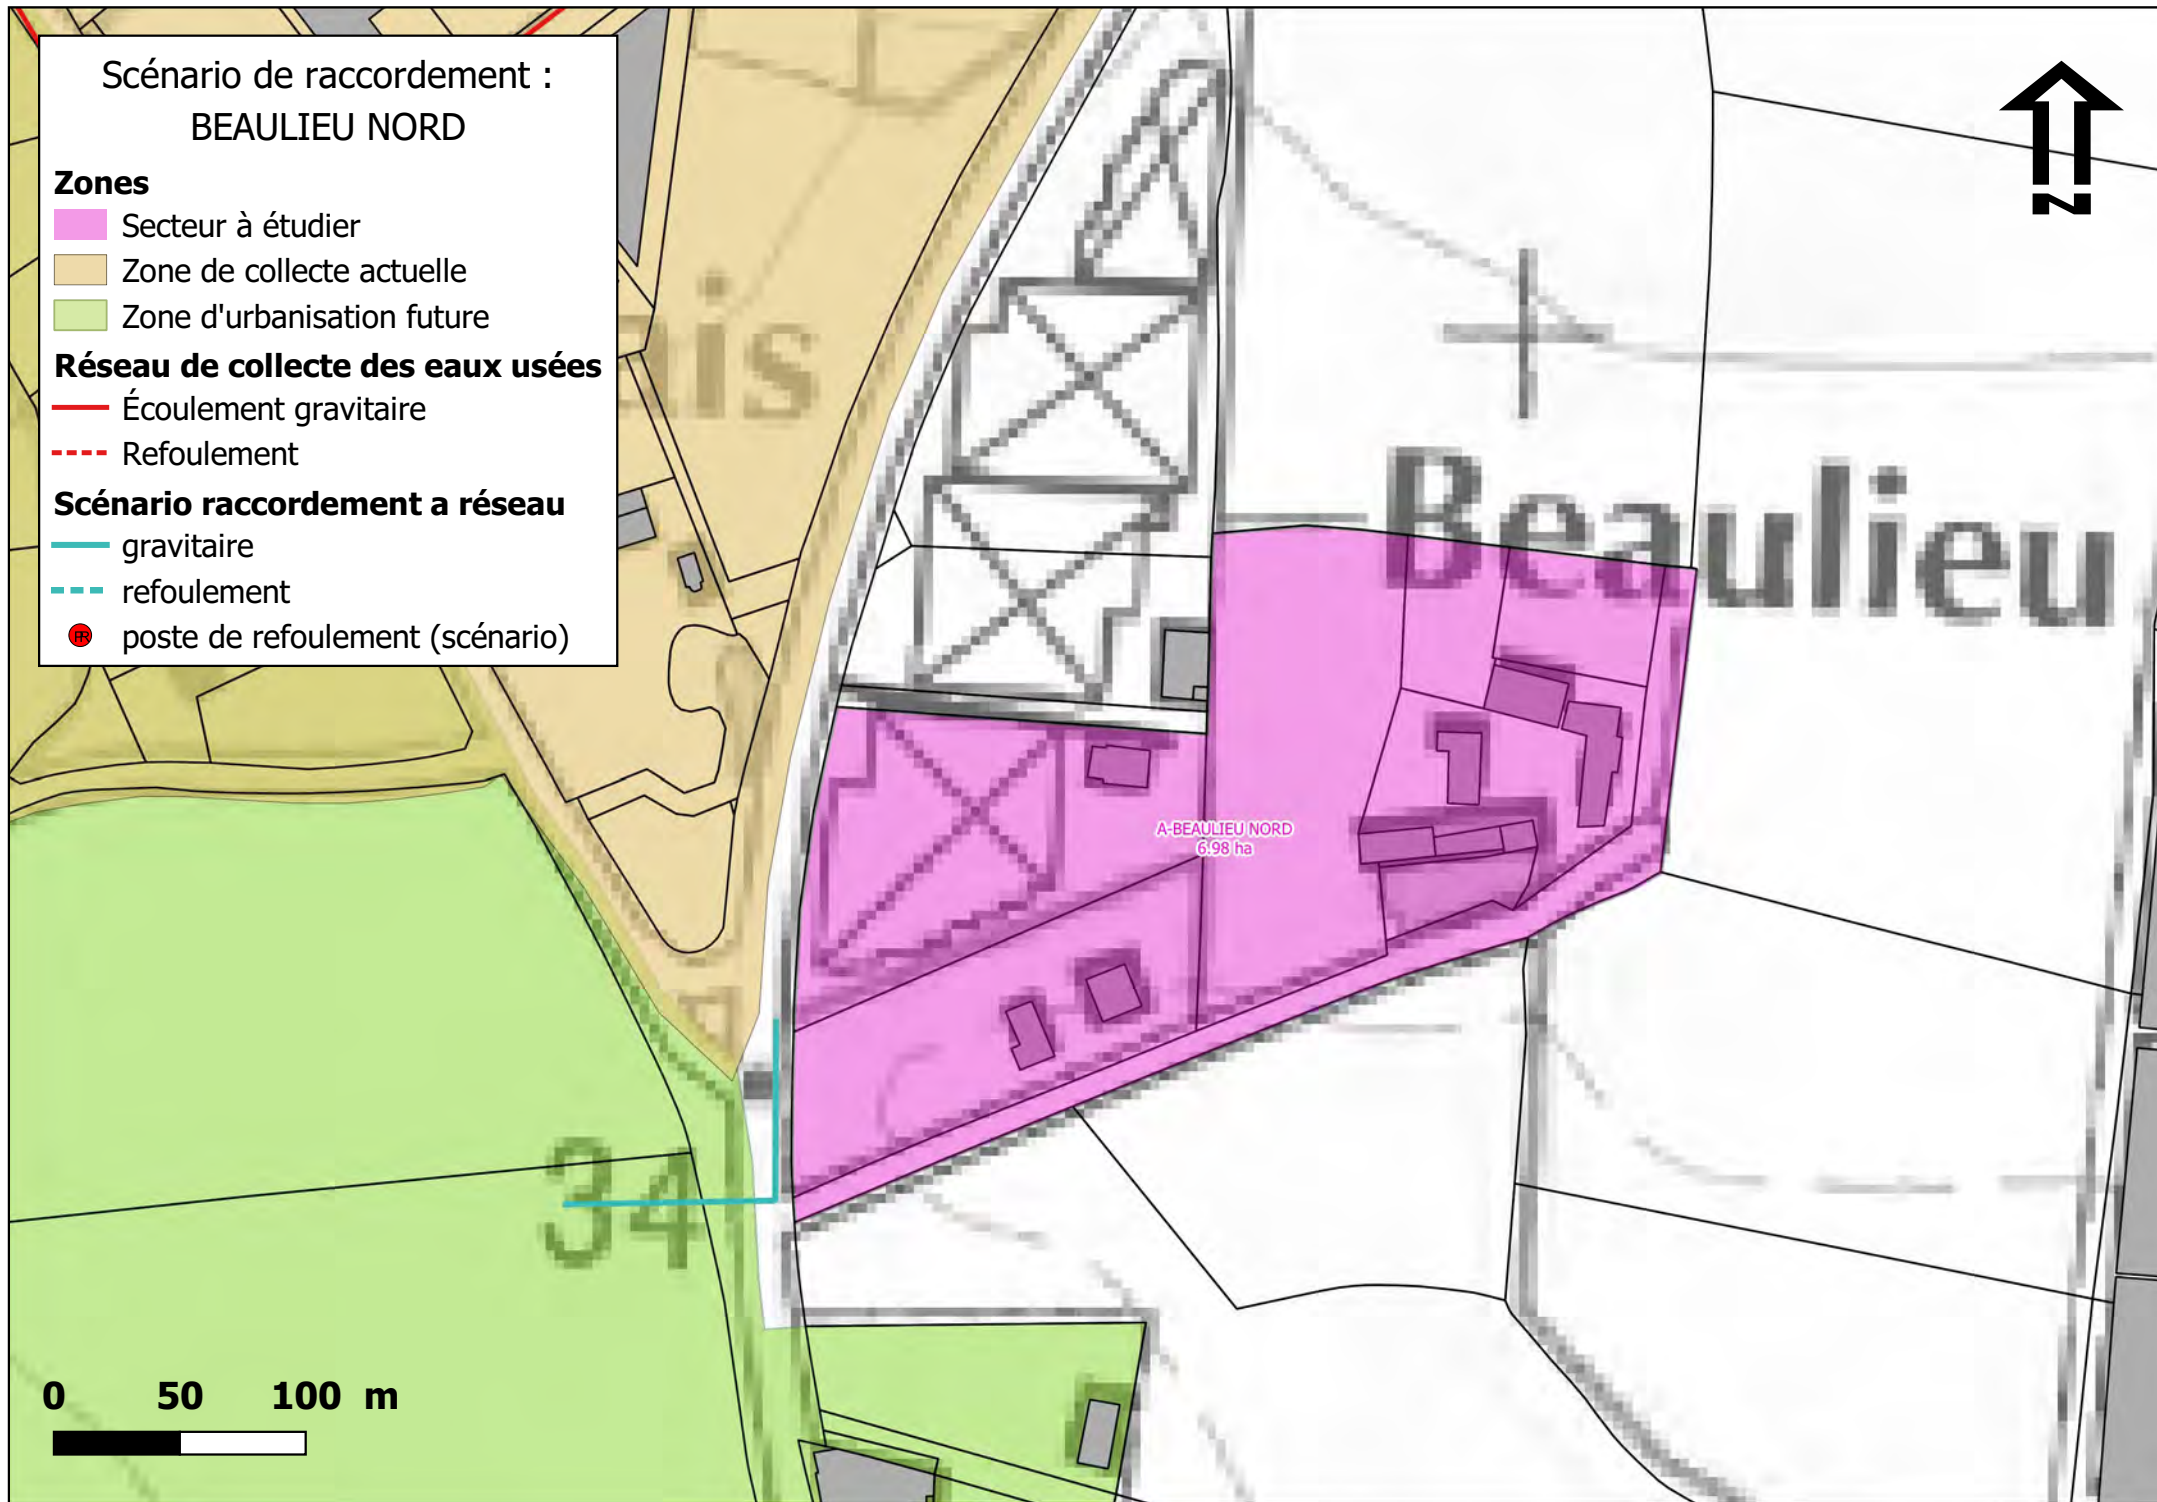 Scénario de raccordement :
BEAULIEU NORD
Zones
Secteur à étudier
Zone de collecte actuelle
Zone d'urbanisation future
Réseau de collecte des eaux usées
Écoulement gravitaire
Refoulement
Scénario raccordement a réseau
gravitaire
refoulement
PR poste de refoulement (scénario)
N
ais
Beaulieu
A-BEAULIEU NORD
6.98 ha
34
0 50 100 m